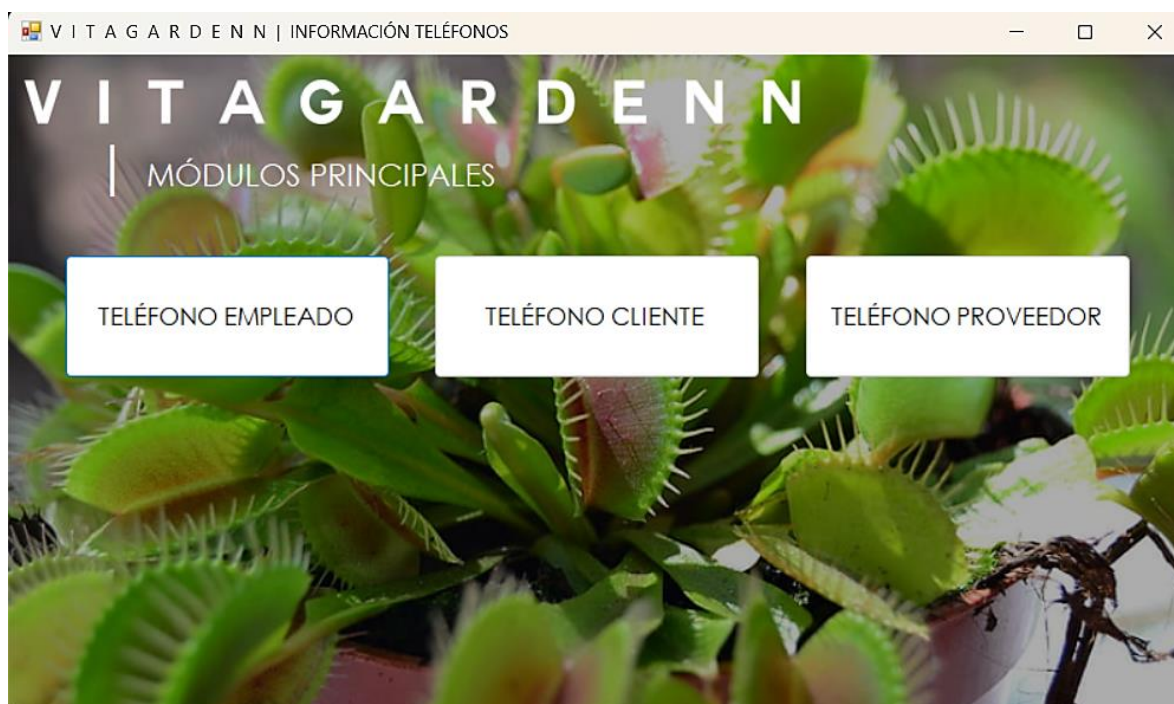 V I T A G A R D E N N | INFORMACIÓN TELÉFONOS
V I T A G A R D E N N
| MÓDULOS PRINCIPALES
TELÉFONO EMPLEADO
TELÉFONO CLIENTE
TELÉFONO PROVEEDOR